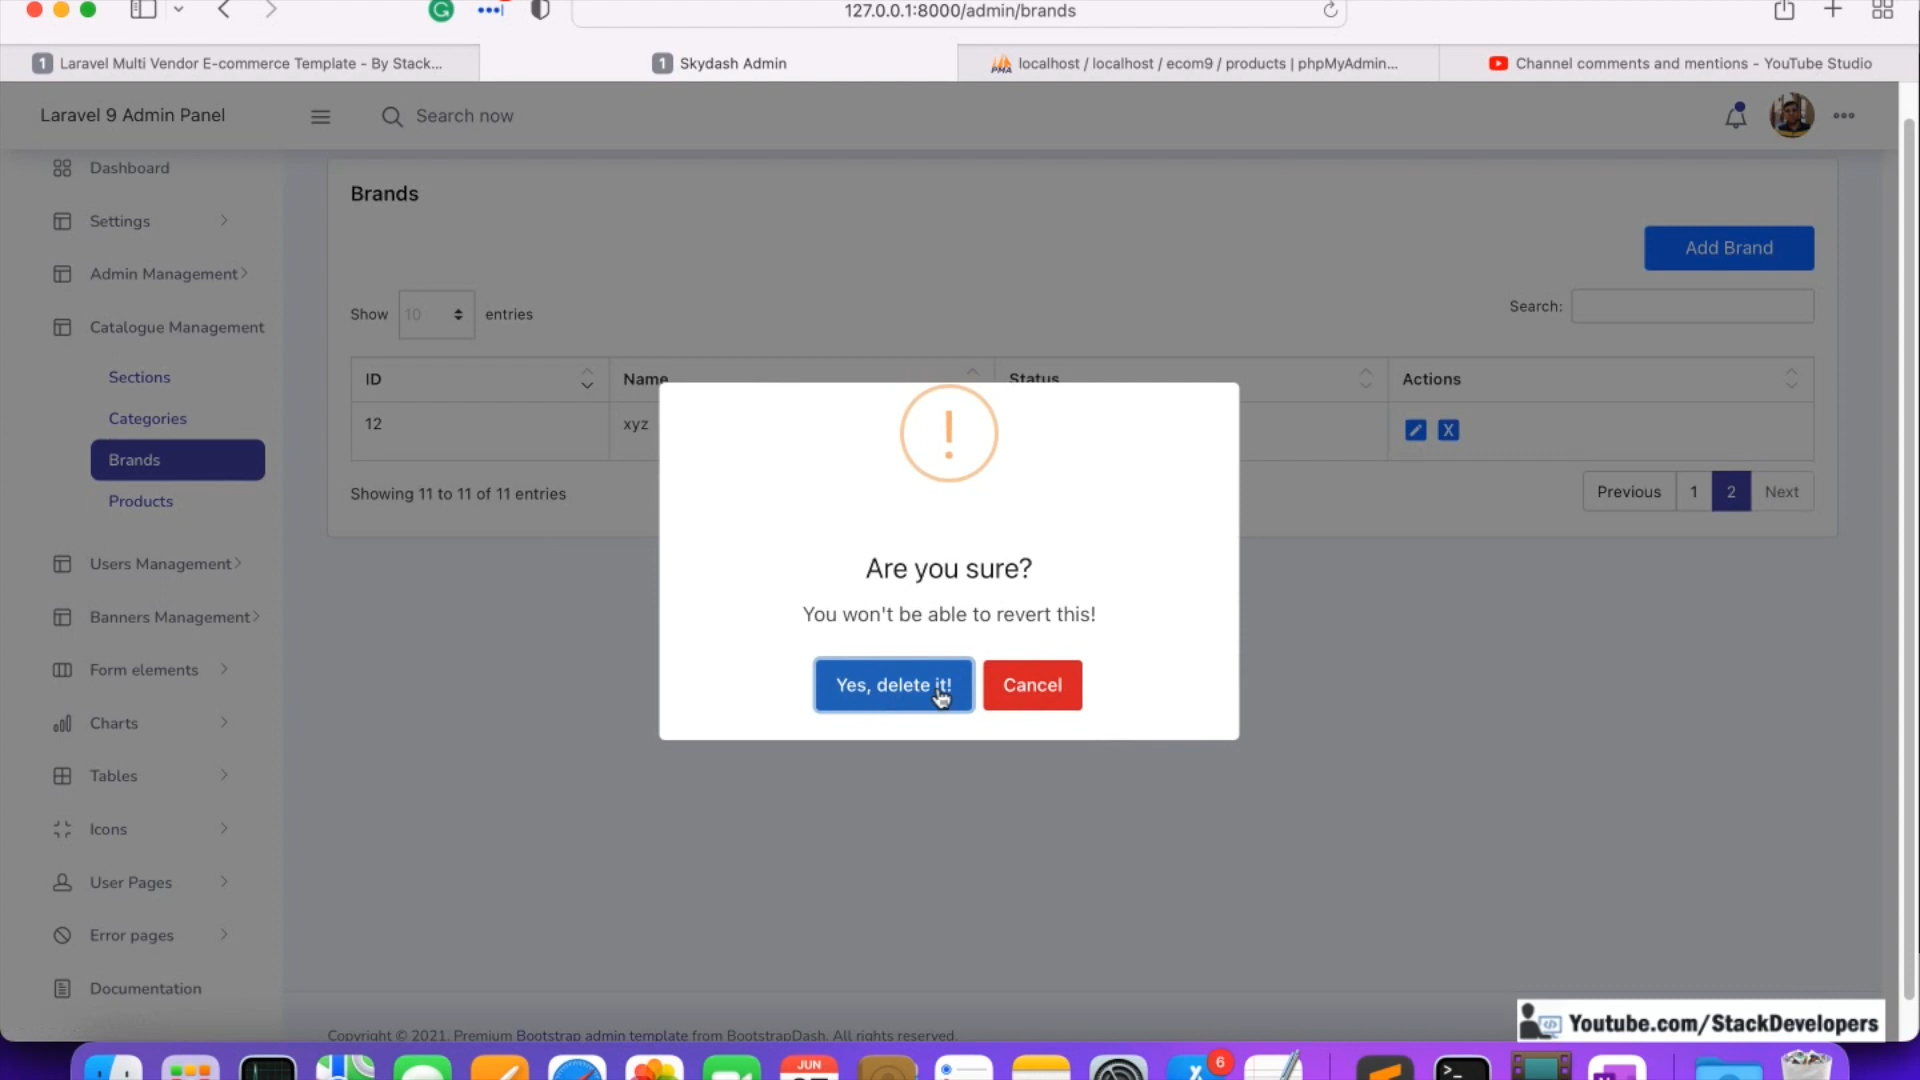 127.0.0.1:8000/admin/brands
1 Laravel Multi Vendor E-commerce Template - By Stack...
1 Skydash Admin
PMA localhost / localhost / ecom9 / products | phpMyAdmin...
Channel comments and mentions - YouTube Studio
Laravel 9 Admin Panel
Search now
Dashboard
Settings
Admin Management
Catalogue Management
Sections
Categories
Brands
Products
Users Management
Banners Management
Form elements
Charts
Tables
Icons
User Pages
Error pages
Documentation
Brands
Add Brand
Show 10 entries
Search:
ID Name Status Actions
12 xyz X
Showing 11 to 11 of 11 entries
Previous 1 2 Next
!
Are you sure?
You won't be able to revert this!
Yes, delete it! Cancel
Copyright © 2021. Premium Bootstrap admin template from BootstrapDash. All rights reserved.
Youtube.com/StackDevelopers
JUN
6